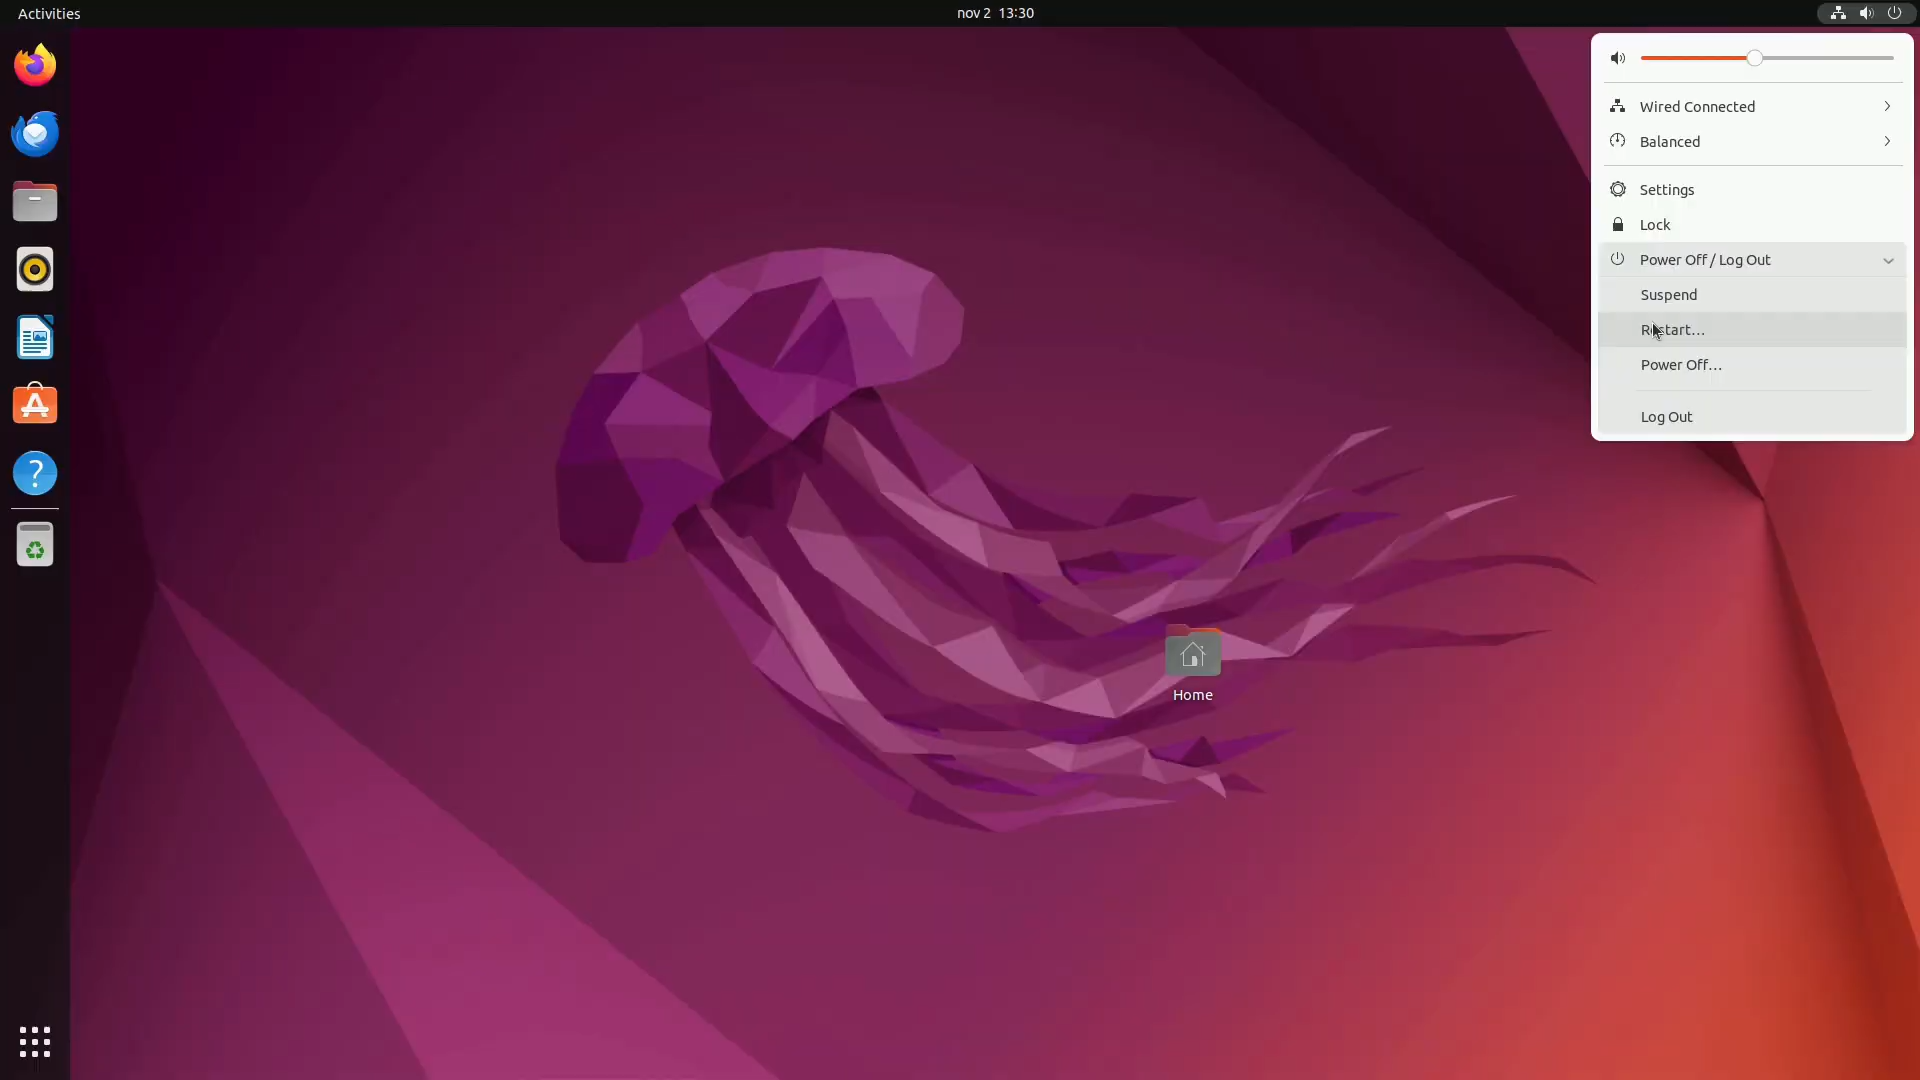 Activities
nov 2 13:30
Wired Connected
Balanced
Settings
Lock
Power Off / Log Out
Suspend
Restart...
Power Off...
Log Out
Home